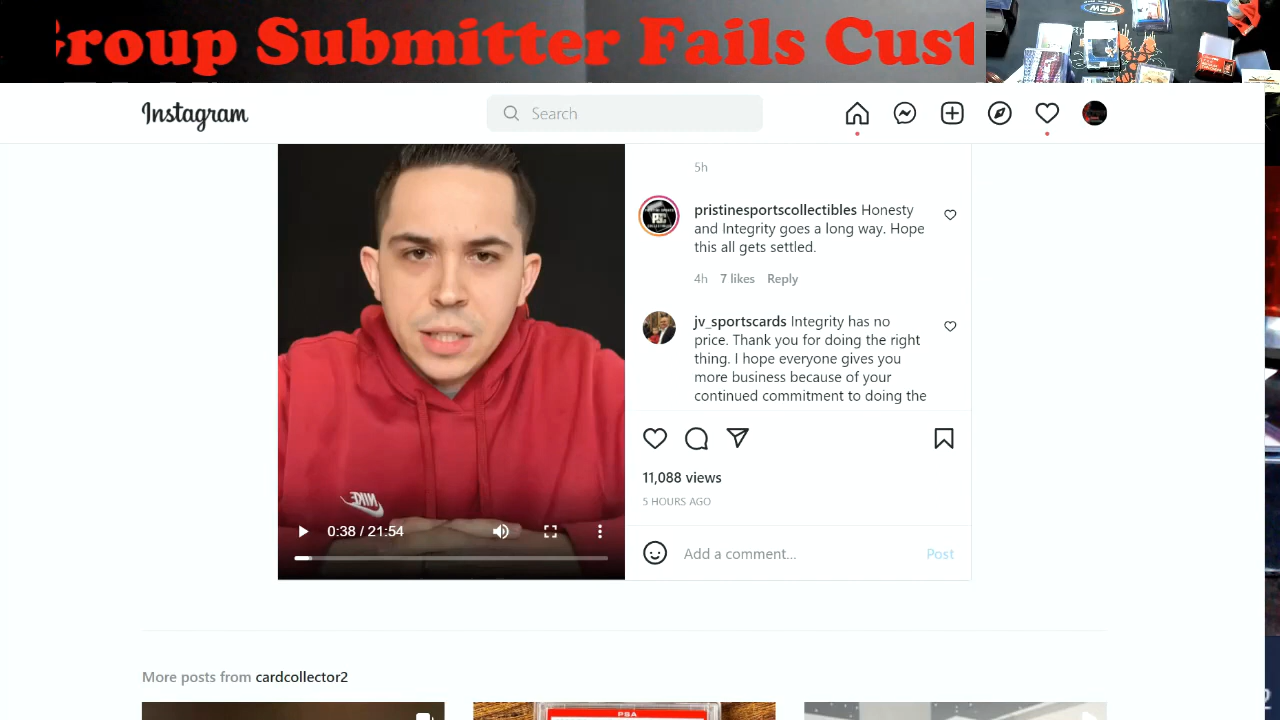 roup Submitter Fails Cust
BCW
Instagram
Search
5h
pristinesportscollectibles Honesty
and Integrity goes a long way. Hope
this all gets settled.
4h 7 likes Reply
jv_sportscards Integrity has no
price. Thank you for doing the right
thing. I hope everyone gives you
more business because of your
continued commitment to doing the
11,088 views
5 HOURS AGO
Add a comment... Post
NIKE
0:38 / 21:54
More posts from cardcollector2
PSA